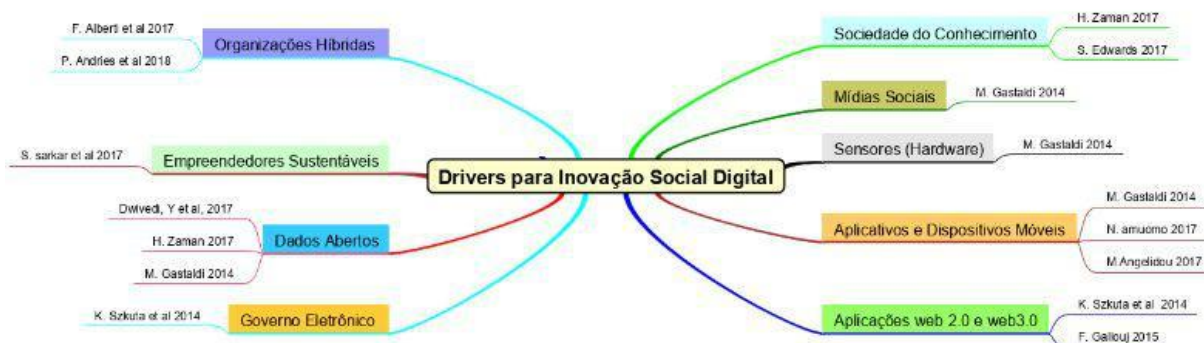 Drivers para Inovação Social Digital
Organizações Híbridas
F. Alberti et al 2017
P. Andries et al 2018
Empreendedores Sustentáveis
S. sarkar et al 2017
Dados Abertos
Dwivedi, Y et al, 2017
H. Zaman 2017
M. Gastaldi 2014
Governo Eletrônico
K. Szkuta et al 2014
Sociedade do Conhecimento
H. Zaman 2017
S. Edwards 2017
Mídias Sociais
M. Gastaldi 2014
Sensores (Hardware)
M. Gastaldi 2014
Aplicativos e Dispositivos Móveis
M. Gastaldi 2014
N. amuomo 2017
M.Angelidou 2017
Aplicações web 2.0 e web3.0
K. Szkuta et al 2014
F. Gallouj 2015